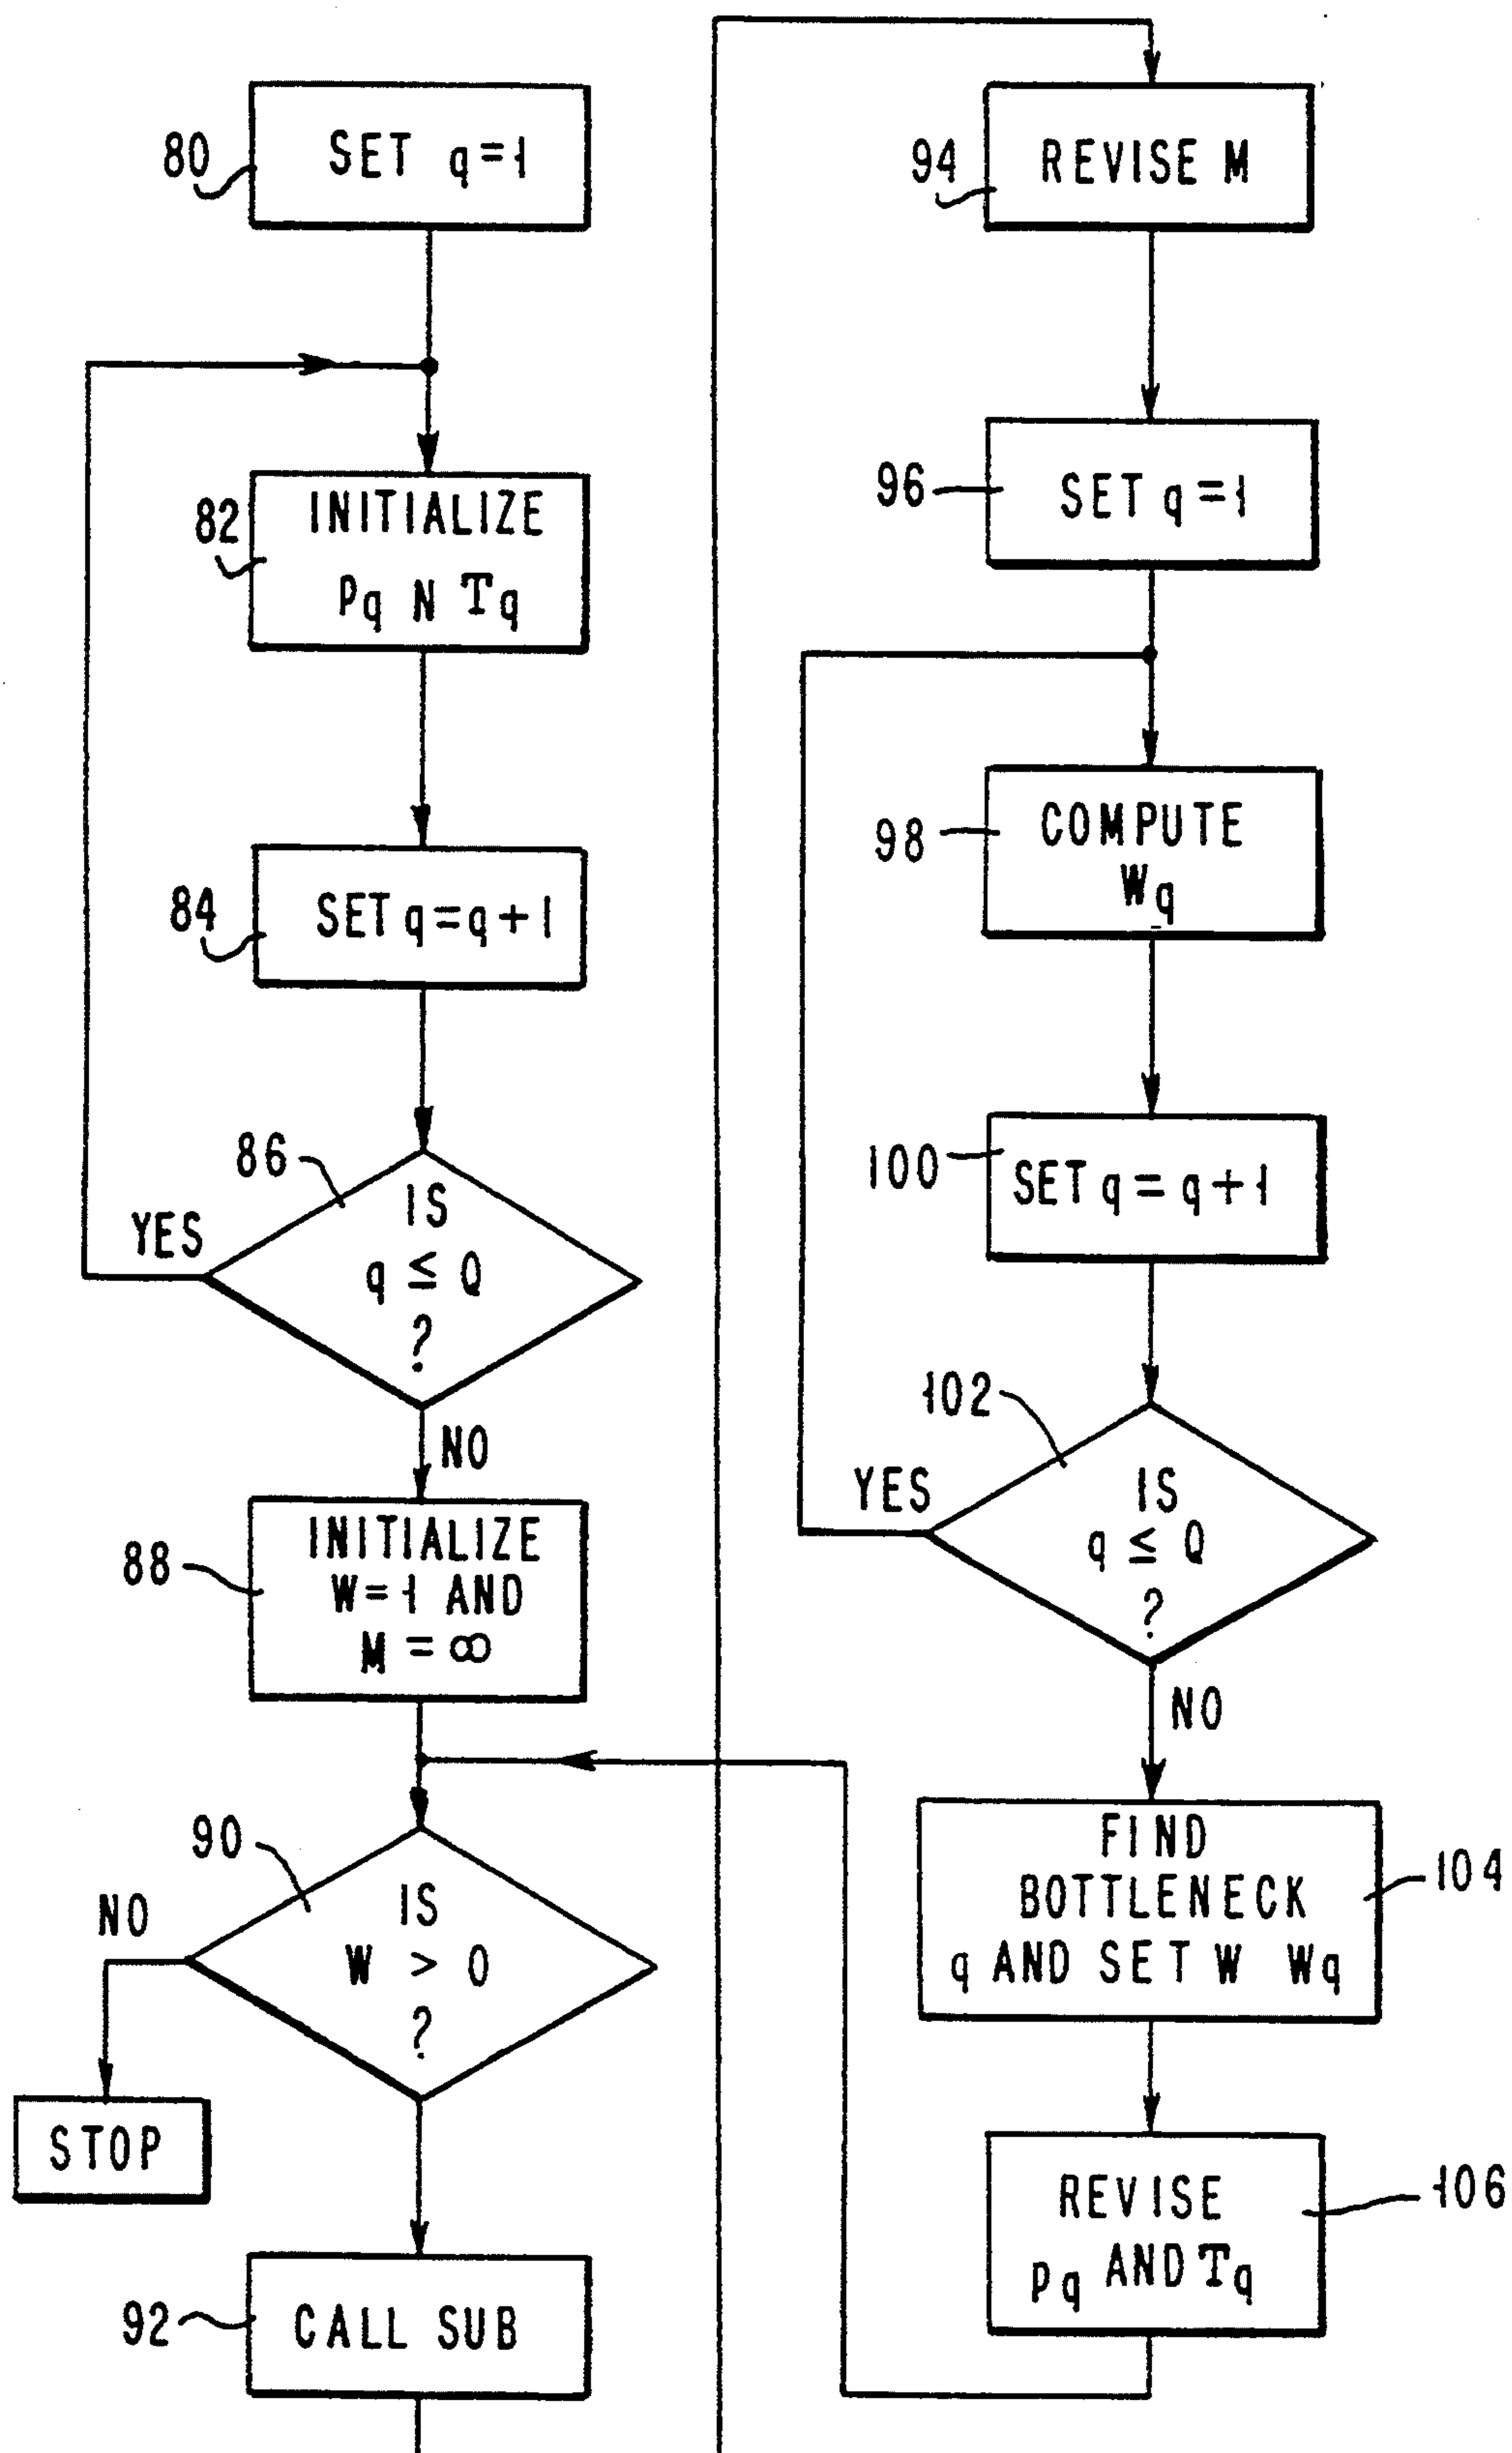 80
SET q = 1
82
INITIALIZE
Pq N Tq
84
SET q = q + 1
86
IS
q ≤ Q
?
YES
NO
88
INITIALIZE
W = 1 AND
M = ∞
90
IS
W > 0
?
NO
STOP
92
CALL SUB
94
REVISE M
96
SET q = 1
98
COMPUTE
Wq
100
SET q = q + 1
102
IS
q ≤ Q
?
YES
NO
FIND
BOTTLENECK
q AND SET W Wq
104
REVISE
Pq AND Tq
106